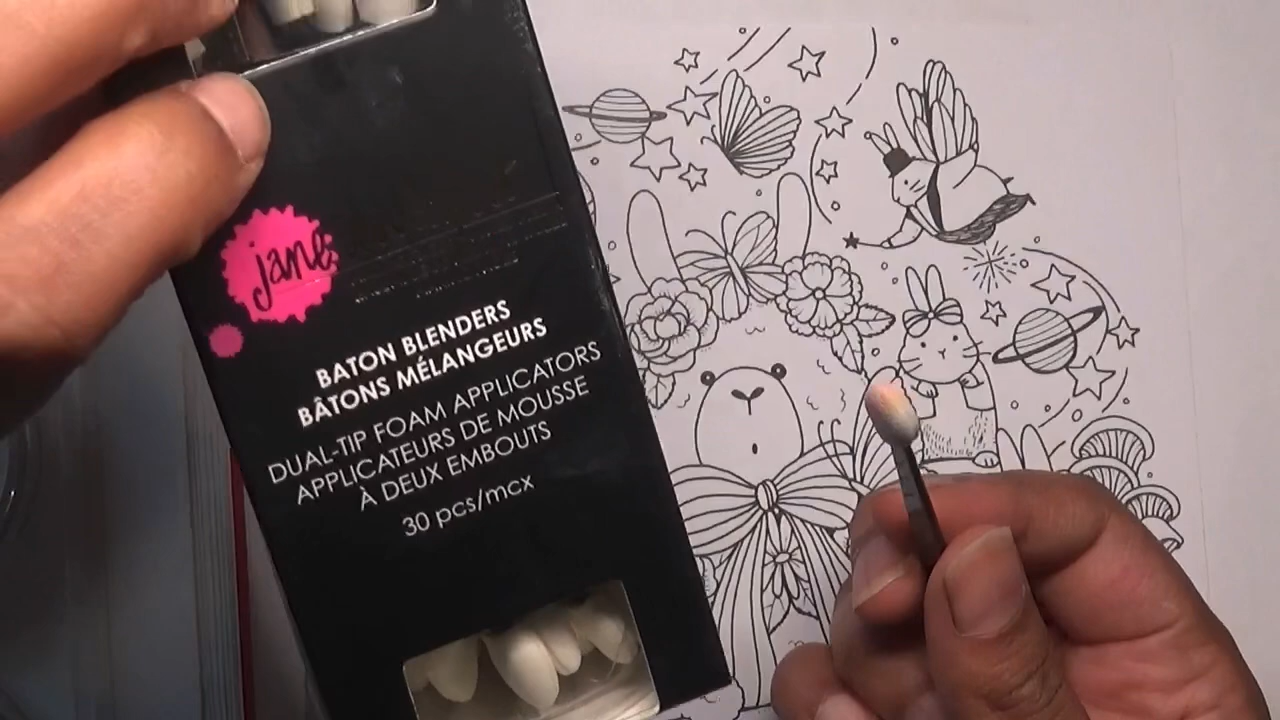 jane
BATON BLENDERS
BÂTONS MÉLANGEURS
DUAL-TIP FOAM APPLICATORS
APPLICATEURS DE MOUSSE
À DEUX EMBOUTS
30 pcs/mcx